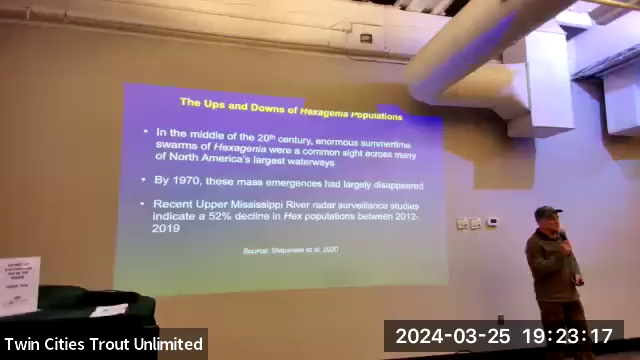 The Ups and Downs of Hexagenia Populations
• In the middle of the 20th century, enormous summertime
swarms of Hexagenia were a common sight across many
of North America's largest waterways
• By 1970, these mass emergences had largely disappeared
• Recent Upper Mississippi River radar surveillance studies
indicate a 52% decline in Hex populations between 2012-
2019
Source: Stepanian et al. 2020
Twin Cities Trout Unlimited
2024-03-25 19:23:17